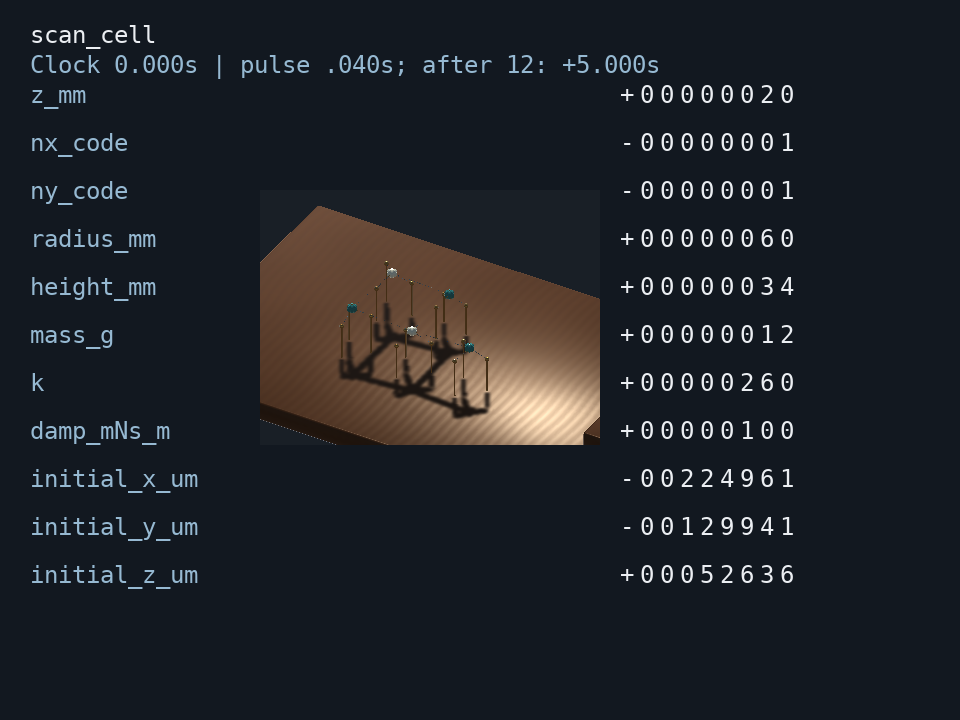 scan_cell
Clock 0.000s | pulse .040s; after 12: +5.000s
z_mm +00000020
nx_code -00000001
ny_code -00000001
radius_mm +00000060
height_mm +00000034
mass_g +00000012
k +00000260
damp_mNs_m +00000100
initial_x_um -00224961
initial_y_um -00129941
initial_z_um +00052636